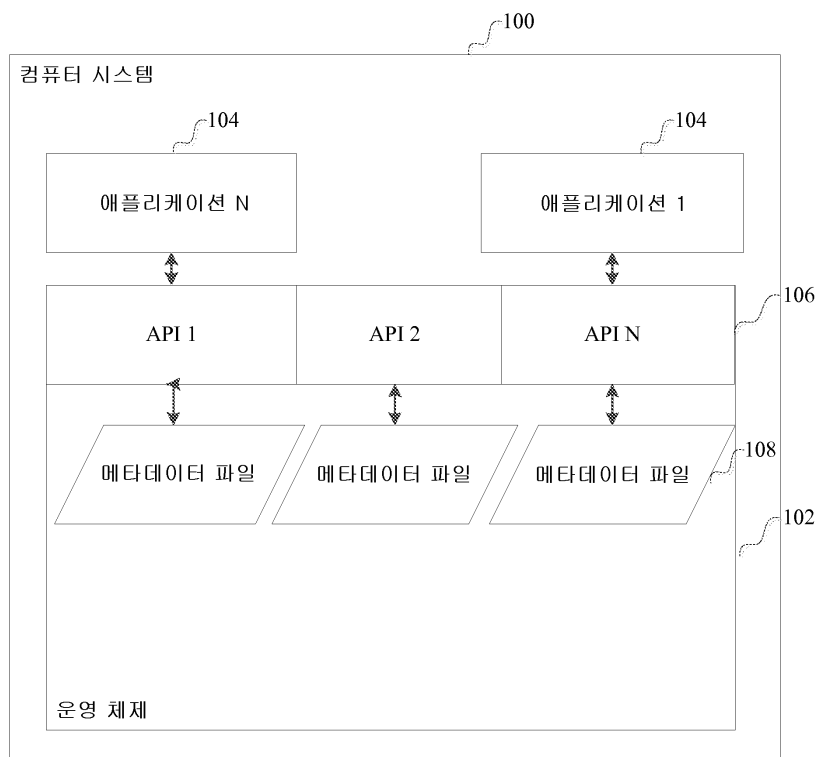 100
컴퓨터 시스템
104
104
애플리케이션 N
애플리케이션 1
106
API 1
API 2
API N
108
메타데이터 파일
메타데이터 파일
메타데이터 파일
102
운영 체제